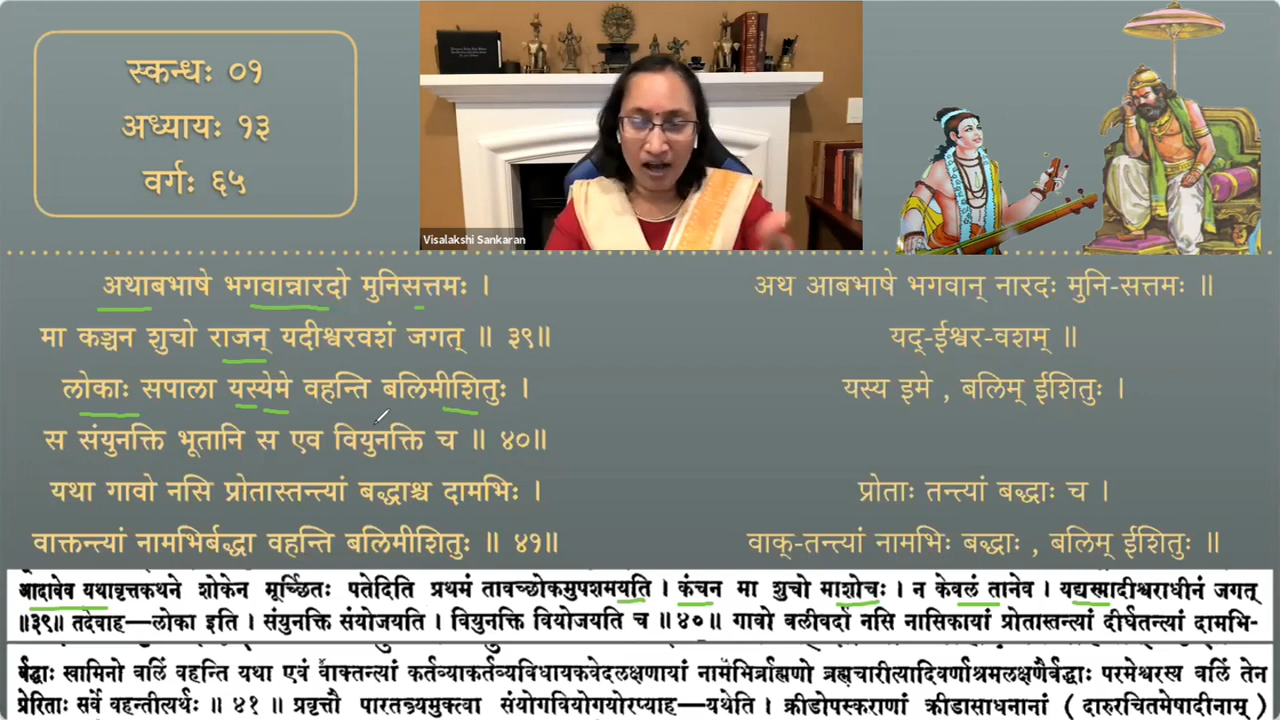 स्कन्धः ०१
अध्यायः १३
वर्गः ६५
Visalakshi Sankaran
अथाबभाषे भगवान्नारदो मुनिसत्तमः ।
अथ आबभाषे भगवान् नारदः मुनि-सत्तमः ॥
मा कञ्चन शुचो राजन् यदीश्वरवशं जगत् ॥ ३९॥
यद्-ईश्वर-वशम् ॥
लोकाः सपाला यस्येमे वहन्ति बलिमीशितुः ।
यस्य इमे , बलिम् ईशितुः ।
स संयुनक्ति भूतानि स एव वियुनक्ति च ॥ ४०॥
यथा गावो नसि प्रोतास्तन्त्यां बद्धाश्च दामभिः ।
प्रोताः तन्त्यां बद्धाः च ।
वाक्तन्त्यां नामभिर्बद्धा वहन्ति बलिमीशितुः ॥ ४१॥
वाक्-तन्त्यां नामभिः बद्धाः , बलिम् ईशितुः ॥
आदावेव यथावृत्तकथने शोकेन मूर्च्छितः पतेदिति प्रथमं तावच्छोकमुपशमयति । कंचन मा शुचो माशोचः । न केवलं तानेव । यद्यस्मादीश्वराधीनं जगत्
॥३९॥ तदेवाह—लोका इति । संयुनक्ति संयोजयति । वियुनक्ति वियोजयति च ॥ ४० ॥ गावो बलीवर्दा नसि नासिकायां प्रोतास्तन्त्यां दीर्घतन्त्यां दामभि-
र्बद्धाः स्वामिनो बलिं वहन्ति यथा एवं वाक्तन्त्यां कर्तव्याकर्तव्यविधायकवेदलक्षणायां नामभिर्ब्राह्मणो ब्रह्मचारीत्यादिवर्णाश्रमलक्षणैर्बद्धाः परमेश्वरस्य बलिं तेन
प्रेरिताः सर्वे वहन्तीत्यर्थः ॥ ४१ ॥ प्रवृत्तौ पारतन्त्र्यमुक्त्वा संयोगवियोगयोरप्याह—यथेति । क्रीडोपस्कराणां क्रीडासाधनानां ( दारुरचितमेषादीनाम् )